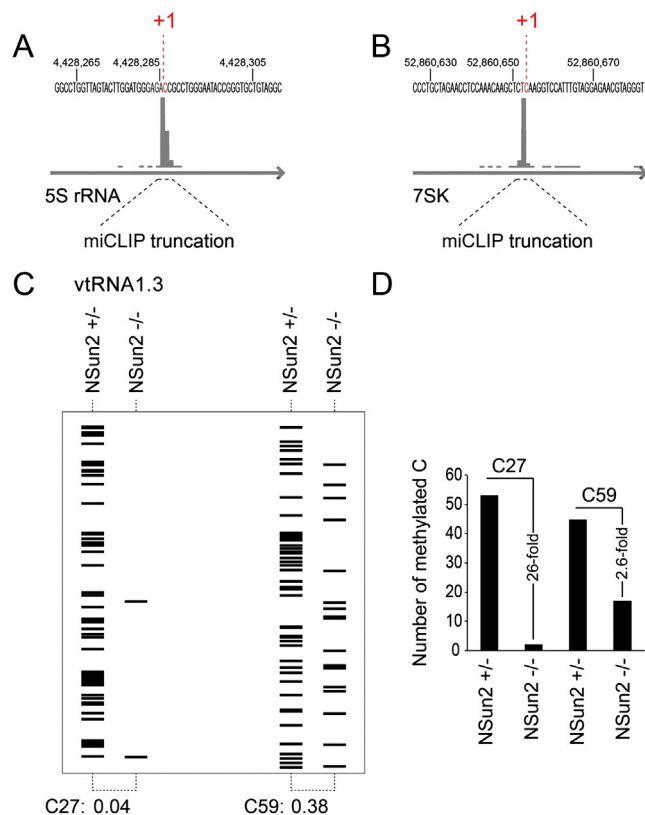 A
+1
4,428,265
4,428,285
4,428,305
GGCCTGGTTAGTACTTGGATGGGAGACCGCCTGGGAATACCGGGTGCTGTAGGC
5S rRNA
miCLIP truncation
B
+1
52,860,630
52,860,650
52,860,670
CCCTGCTAGAACCTCCAAACAAGCTCTCAAGGTCCATTTGTAGGAGAACGTAGGGT
7SK
miCLIP truncation
C
vtRNA1.3
NSun2 +/-
NSun2 -/-
NSun2 +/-
NSun2 -/-
C27: 0.04
C59: 0.38
D
Number of methylated C
60
50
40
30
20
10
0
C27
26-fold
C59
2.6-fold
NSun2 +/-
NSun2 -/-
NSun2 +/-
NSun2 -/-